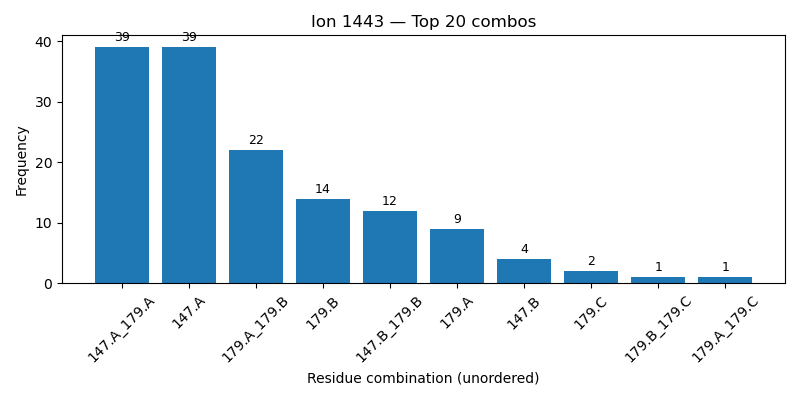 Ion 1443 — Top 20 combos
Frequency
40
30
20
10
0
39
39
22
14
12
9
4
2
1
1
147.A_179.A
147.A
179.A_179.B
179.B
147.B_179.B
179.A
147.B
179.C
179.B_179.C
179.A_179.C
Residue combination (unordered)